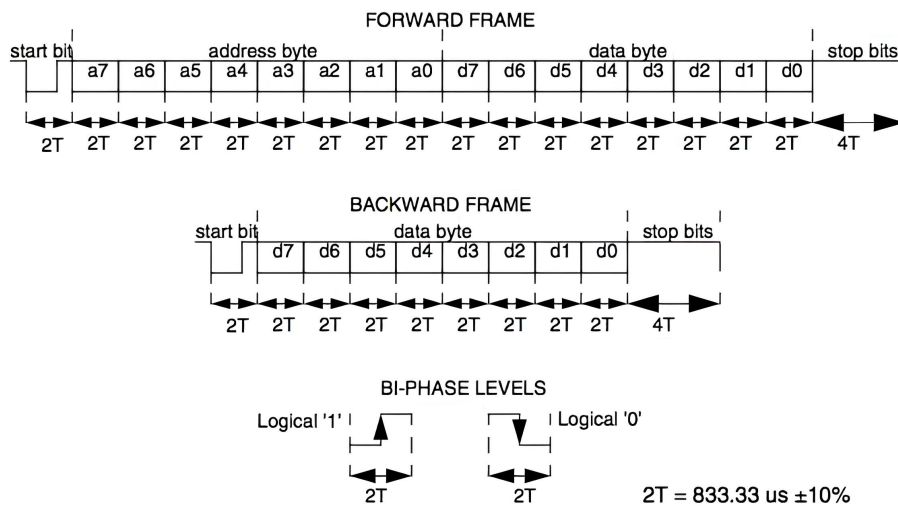 FORWARD FRAME
start bit address byte data byte stop bits
a7 a6 a5 a4 a3 a2 a1 a0 d7 d6 d5 d4 d3 d2 d1 d0
2T 2T 2T 2T 2T 2T 2T 2T 2T 2T 2T 2T 2T 2T 2T 2T 2T 4T
BACKWARD FRAME
start bit data byte stop bits
d7 d6 d5 d4 d3 d2 d1 d0
2T 2T 2T 2T 2T 2T 2T 2T 2T 4T
BI-PHASE LEVELS
Logical '1' Logical '0'
2T 2T
2T = 833.33 us ±10%